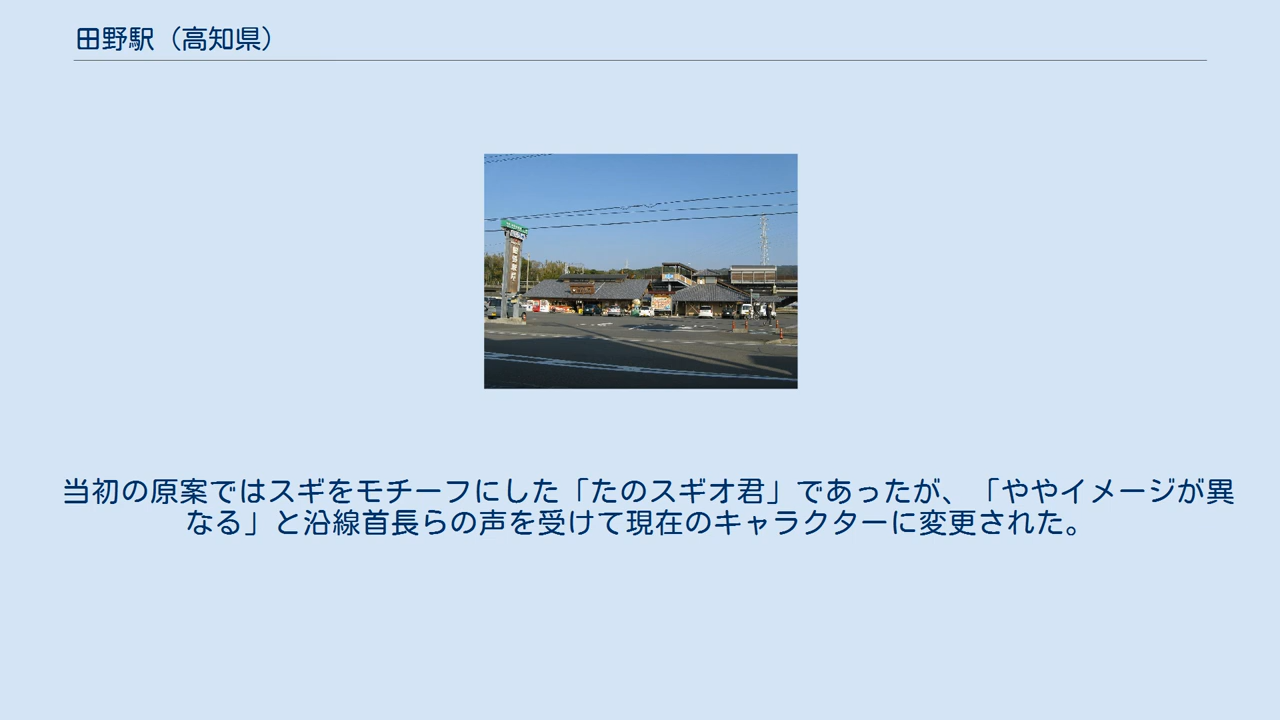 田野駅（高知県）
当初の原案ではスギをモチーフにした「たのスギオ君」であったが、「ややイメージが異
なる」と沿線首長らの声を受けて現在のキャラクターに変更された。